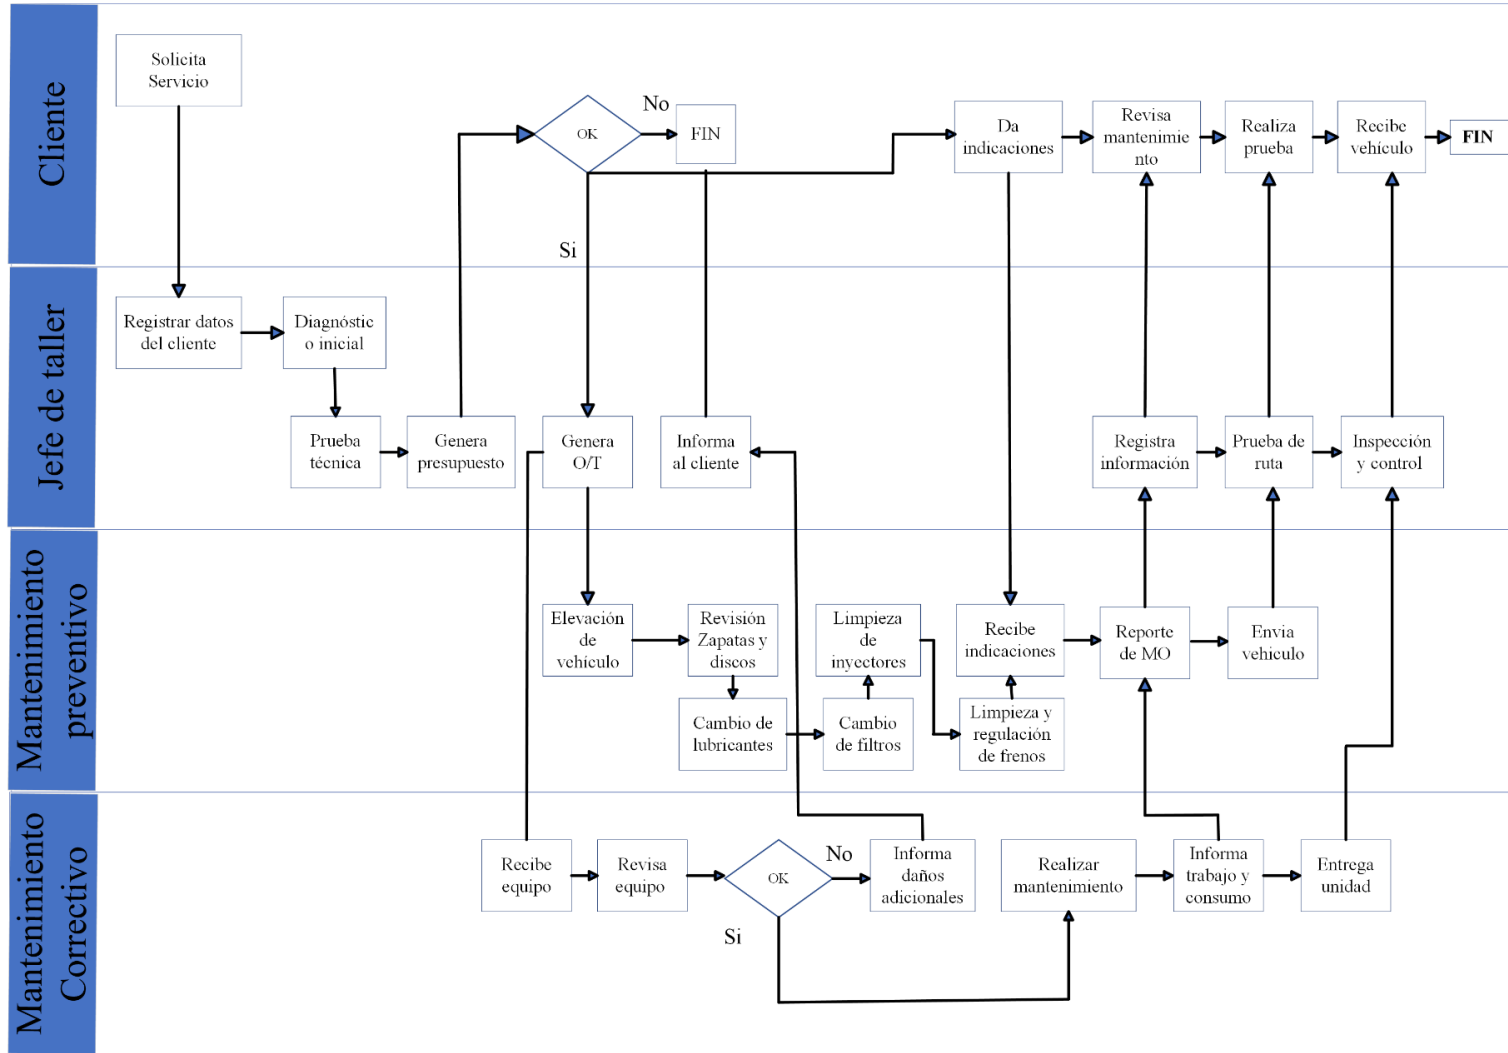 Cliente
Solicita
Servicio
OK
No
Si
FIN
Da
indicaciones
Revisa
mantenimie
nto
Realiza
prueba
Recibe
vehículo
FIN
Jefe de taller
Registrar datos
del cliente
Diagnóstic
o inicial
Prueba
técnica
Genera
presupuesto
Genera
O/T
Informa
al cliente
Registra
información
Prueba de
ruta
Inspección
y control
Mantenimiento
preventivo
Elevación
de
vehículo
Revisión
Zapatas y
discos
Cambio de
lubricantes
Cambio
de filtros
Limpieza
de
inyectores
Limpieza y
regulación
de frenos
Recibe
indicaciones
Reporte
de MO
Envia
vehiculo
Mantenimiento
Correctivo
Recibe
equipo
Revisa
equipo
OK
No
Si
Informa
daños
adicionales
Realizar
mantenimiento
Informa
trabajo y
consumo
Entrega
unidad